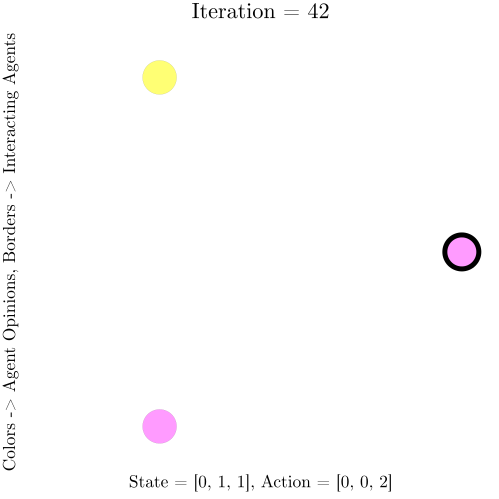 Iteration = 42
Colors -> Agent Opinions, Borders -> Interacting Agents
State = [0, 1, 1], Action = [0, 0, 2]